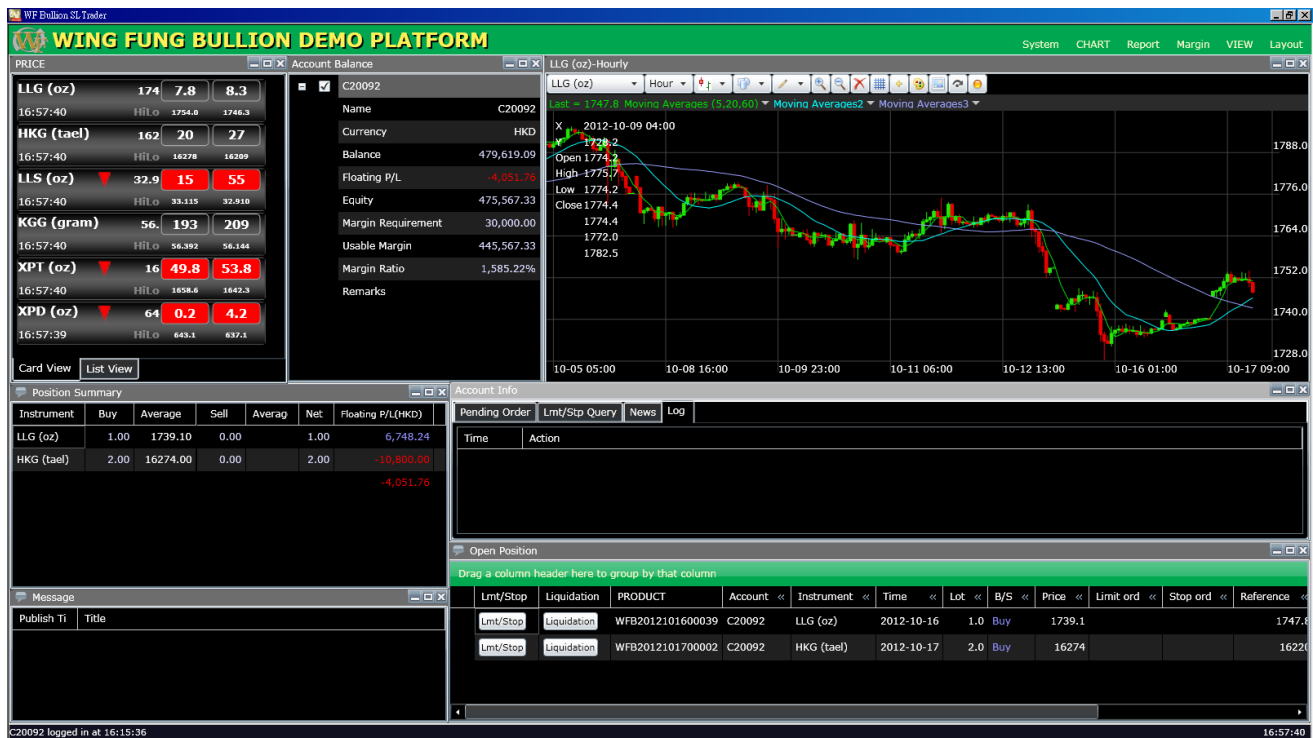 WF Bullion SL Trader
WING FUNG BULLION DEMO PLATFORM
System CHART Report Margin VIEW Layout
PRICE
LLG (oz) 174 7.8 8.3
16:57:40 HiLo 1754.0 1746.3
HKG (tael) 162 20 27
16:57:40 HiLo 16278 16209
LLS (oz) 32.9 15 55
16:57:40 HiLo 33.115 32.910
KGG (gram) 56. 193 209
16:57:40 HiLo 56.392 56.144
XPT (oz) 16 49.8 53.8
16:57:40 HiLo 1658.6 1642.3
XPD (oz) 64 0.2 4.2
16:57:39 HiLo 643.1 637.1
Card View List View
Account Balance
C20092
Name C20092
Currency HKD
Balance 479,619.09
Floating P/L -4,051.76
Equity 475,567.33
Margin Requirement 30,000.00
Usable Margin 445,567.33
Margin Ratio 1,585.22%
Remarks
LLG (oz)-Hourly
LLG (oz) Hour
Last = 1747.8 Moving Averages (5,20,60) Moving Averages2 Moving Averages3
X 2012-10-09 04:00
Y 1728.2
Open 1774.2
High 1775.7
Low 1774.2
Close 1774.4
1774.4
1772.0
1782.5
1788.0
1776.0
1764.0
1752.0
1740.0
1728.0
10-05 05:00 10-08 16:00 10-09 23:00 10-11 06:00 10-12 13:00 10-16 01:00 10-17 09:00
Position Summary
Instrument Buy Average Sell Averag Net Floating P/L(HKD)
LLG (oz) 1.00 1739.10 0.00 1.00 6,748.24
HKG (tael) 2.00 16274.00 0.00 2.00 -10,800.00
-4,051.76
Account Info
Pending Order Lmt/Stp Query News Log
Time Action
Message
Publish Ti Title
Open Position
Drag a column header here to group by that column
Lmt/Stop Liquidation PRODUCT Account « Instrument « Time « Lot « B/S « Price « Limit ord « Stop ord « Reference «
Lmt/Stop Liquidation WFB2012101600039 C20092 LLG (oz) 2012-10-16 1.0 Buy 1739.1 1747.8
Lmt/Stop Liquidation WFB2012101700002 C20092 HKG (tael) 2012-10-17 2.0 Buy 16274 16220
C20092 logged in at 16:15:36 16:57:40